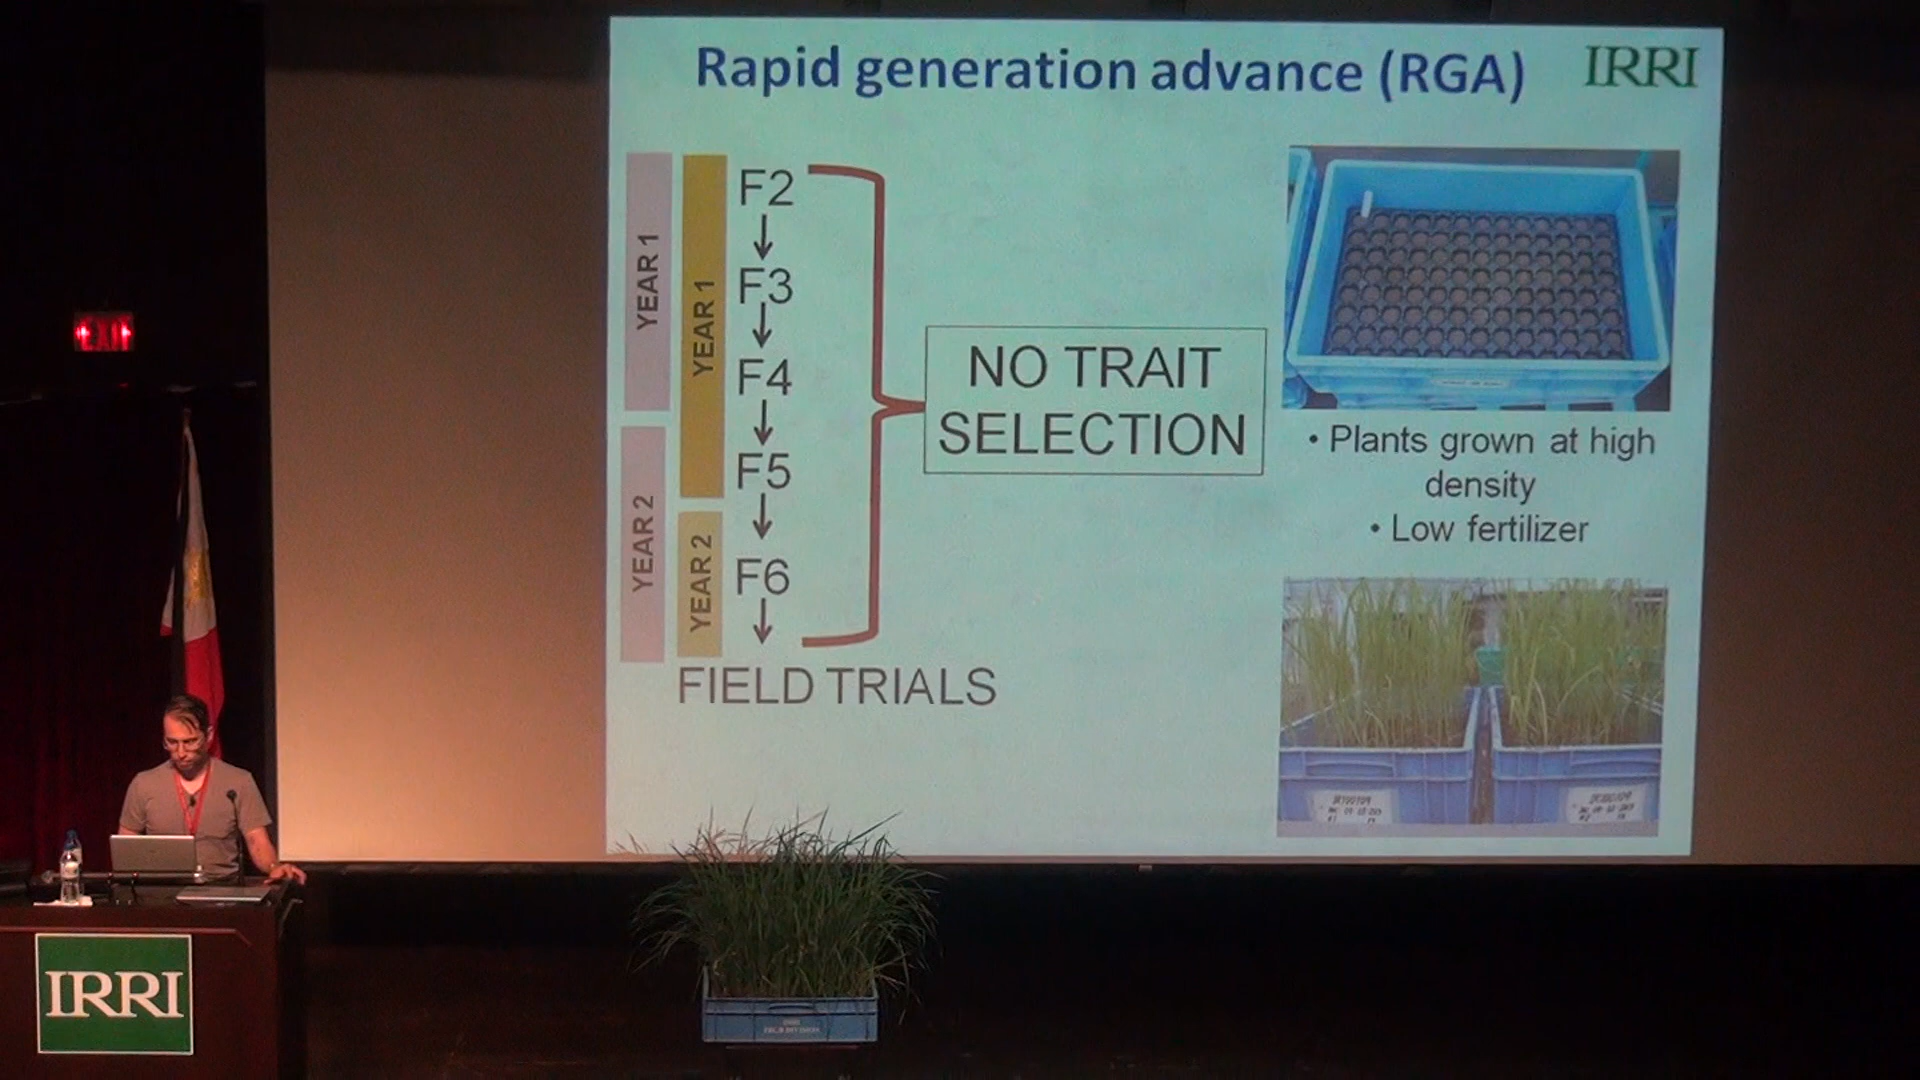 Rapid generation advance (RGA)
IRRI
YEAR 1
YEAR 2
YEAR 1
YEAR 2
F2
F3
F4
F5
F6
FIELD TRIALS
NO TRAIT
SELECTION
• Plants grown at high
density
• Low fertilizer
EXIT
IRRI